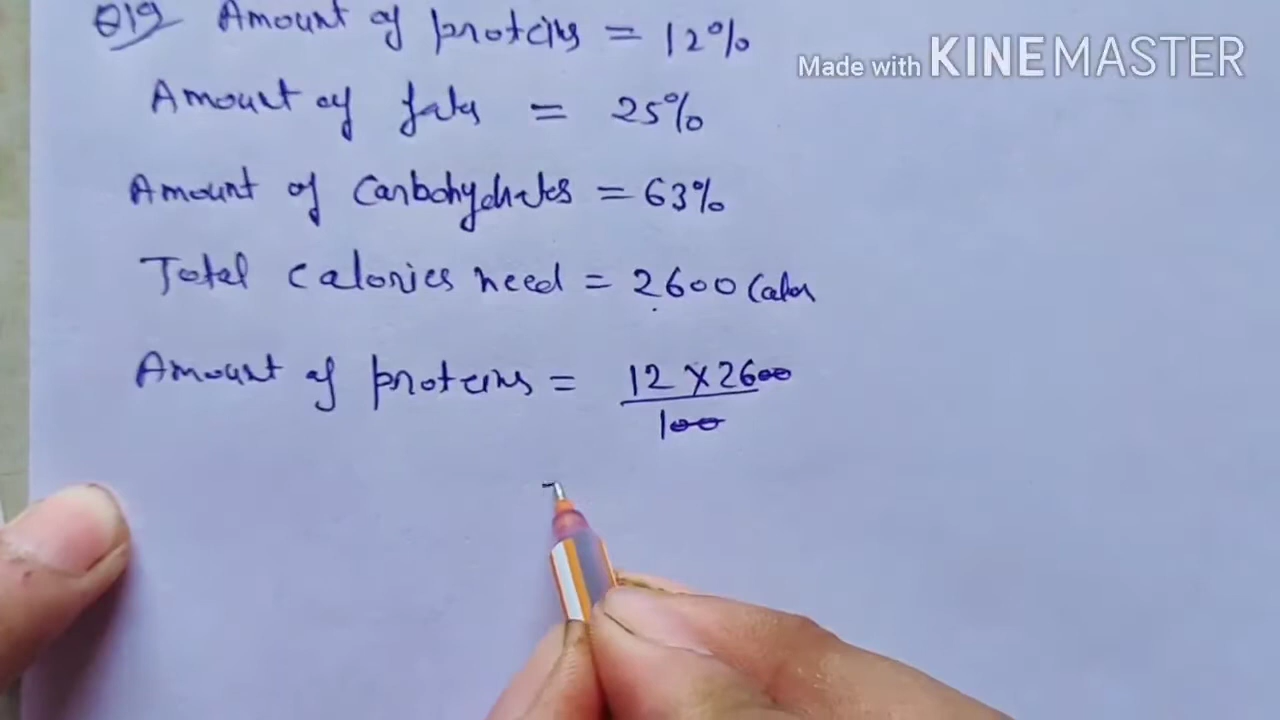 Q19 Amount of proteins = 12%
Made with KINEMASTER
Amount of fats = 25%
Amount of Carbohydrates = 63%
Total calories need = 2600 Calor
Amount of proteins = 12 X 2600
100